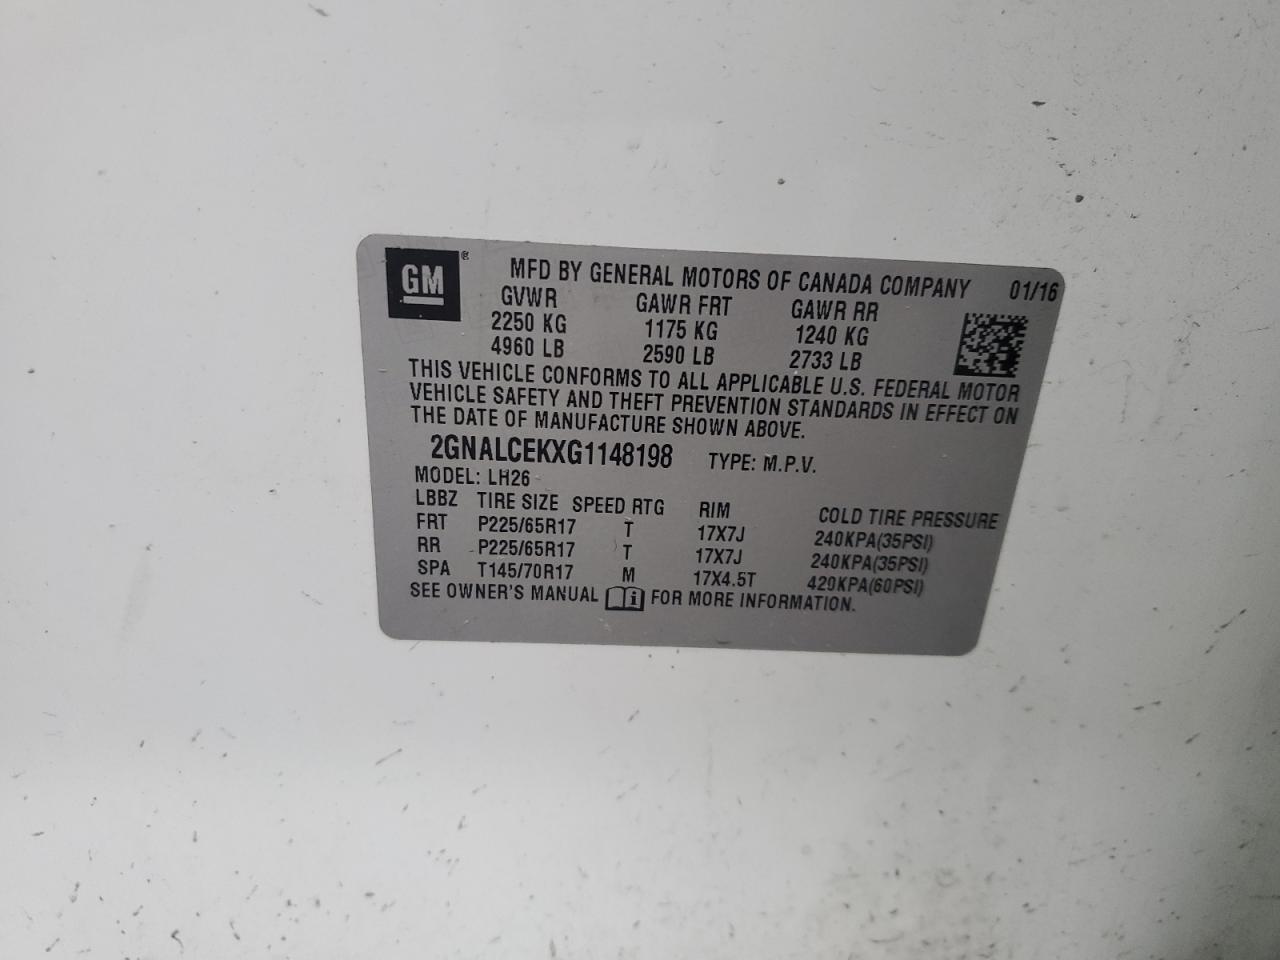 GM ®
MFD BY GENERAL MOTORS OF CANADA COMPANY 01/16
GVWR GAWR FRT GAWR RR
2250 KG 1175 KG 1240 KG
4960 LB 2590 LB 2733 LB
THIS VEHICLE CONFORMS TO ALL APPLICABLE U.S. FEDERAL MOTOR
VEHICLE SAFETY AND THEFT PREVENTION STANDARDS IN EFFECT ON
THE DATE OF MANUFACTURE SHOWN ABOVE.
2GNALCEKXG1148198 TYPE: M.P.V.
MODEL: LH26
LBBZ TIRE SIZE SPEED RTG RIM COLD TIRE PRESSURE
FRT P225/65R17 T 17X7J 240KPA(35PSI)
RR P225/65R17 T 17X7J 240KPA(35PSI)
SPA T145/70R17 M 17X4.5T 420KPA(60PSI)
SEE OWNER'S MANUAL i FOR MORE INFORMATION.